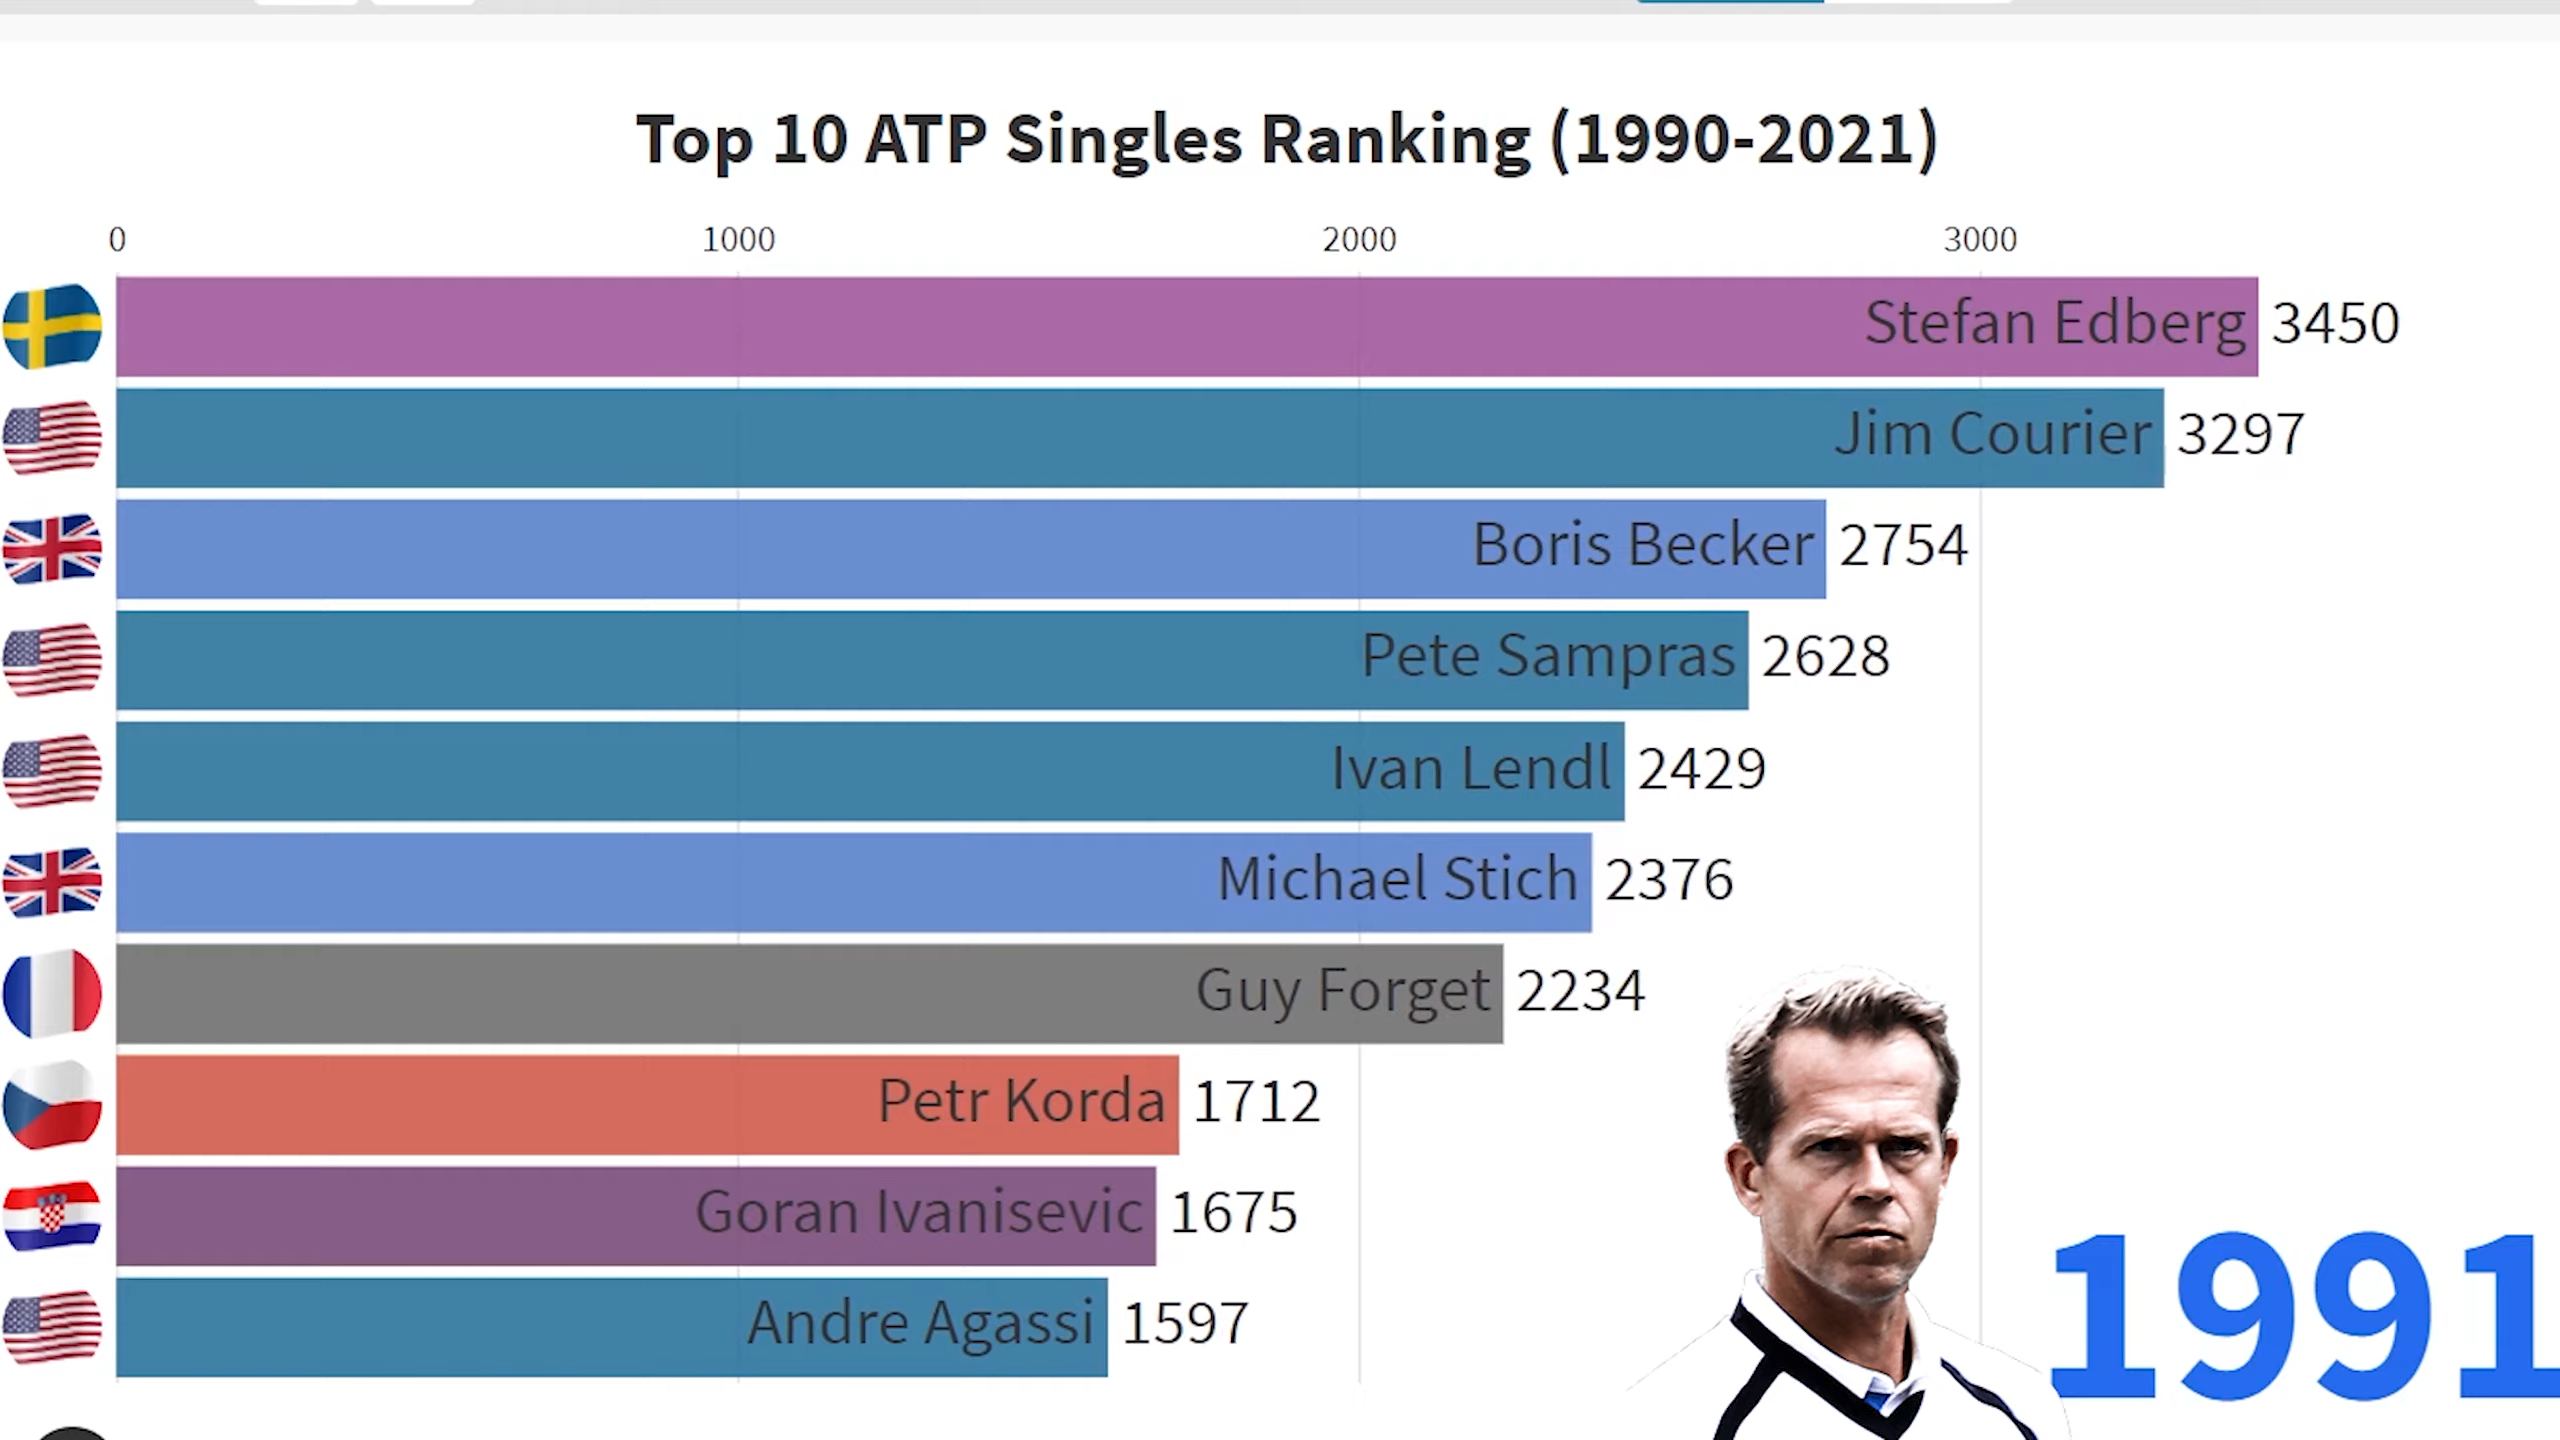 Top 10 ATP Singles Ranking (1990-2021)
0 1000 2000 3000
Stefan Edberg 3450
Jim Courier 3297
Boris Becker 2754
Pete Sampras 2628
Ivan Lendl 2429
Michael Stich 2376
Guy Forget 2234
Petr Korda 1712
Goran Ivanisevic 1675
Andre Agassi 1597
1991